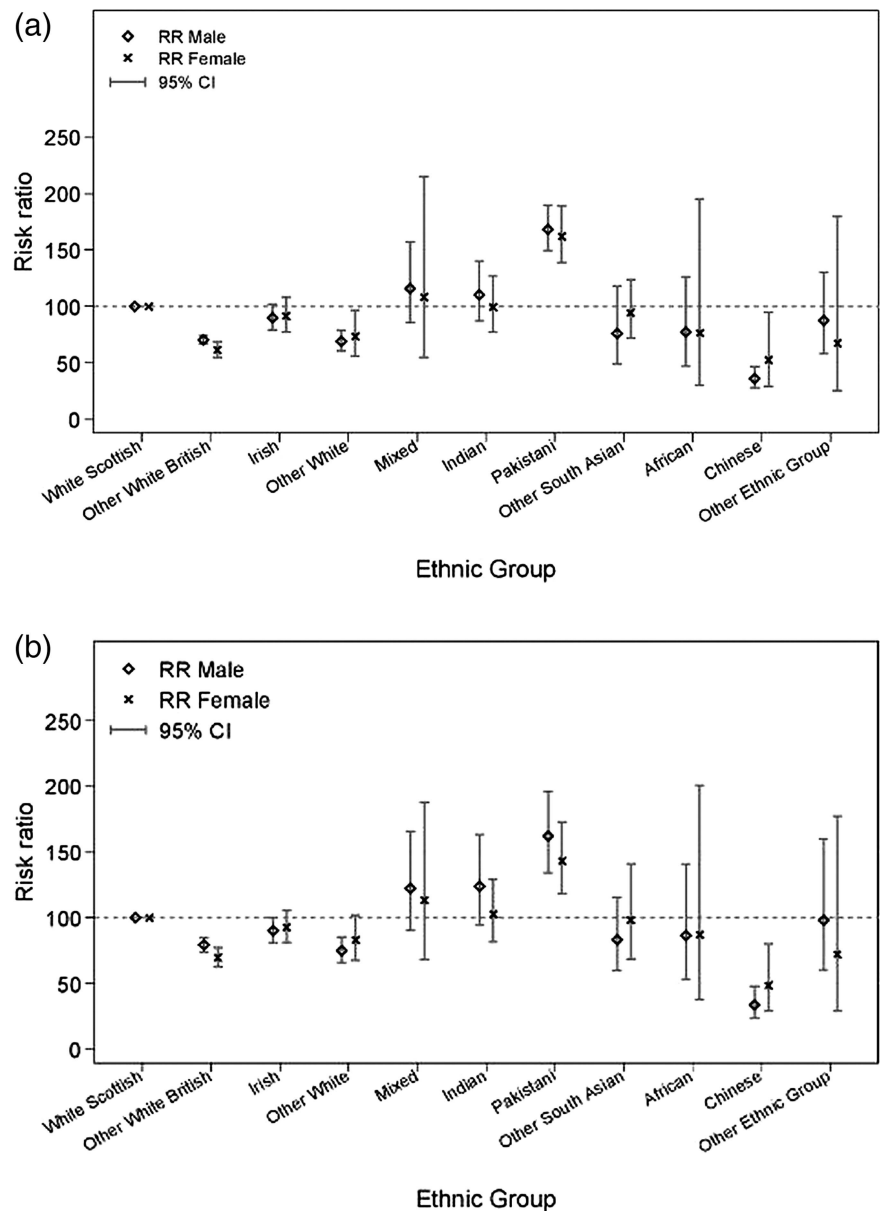 (a)
RR Male
RR Female
95% CI
250
200
150
100
50
0
Risk ratio
White Scottish
Other White British
Irish
Other White
Mixed
Indian
Pakistani
Other South Asian
African
Chinese
Other Ethnic Group
Ethnic Group
(b)
RR Male
RR Female
95% CI
250
200
150
100
50
0
Risk ratio
White Scottish
Other White British
Irish
Other White
Mixed
Indian
Pakistani
Other South Asian
African
Chinese
Other Ethnic Group
Ethnic Group